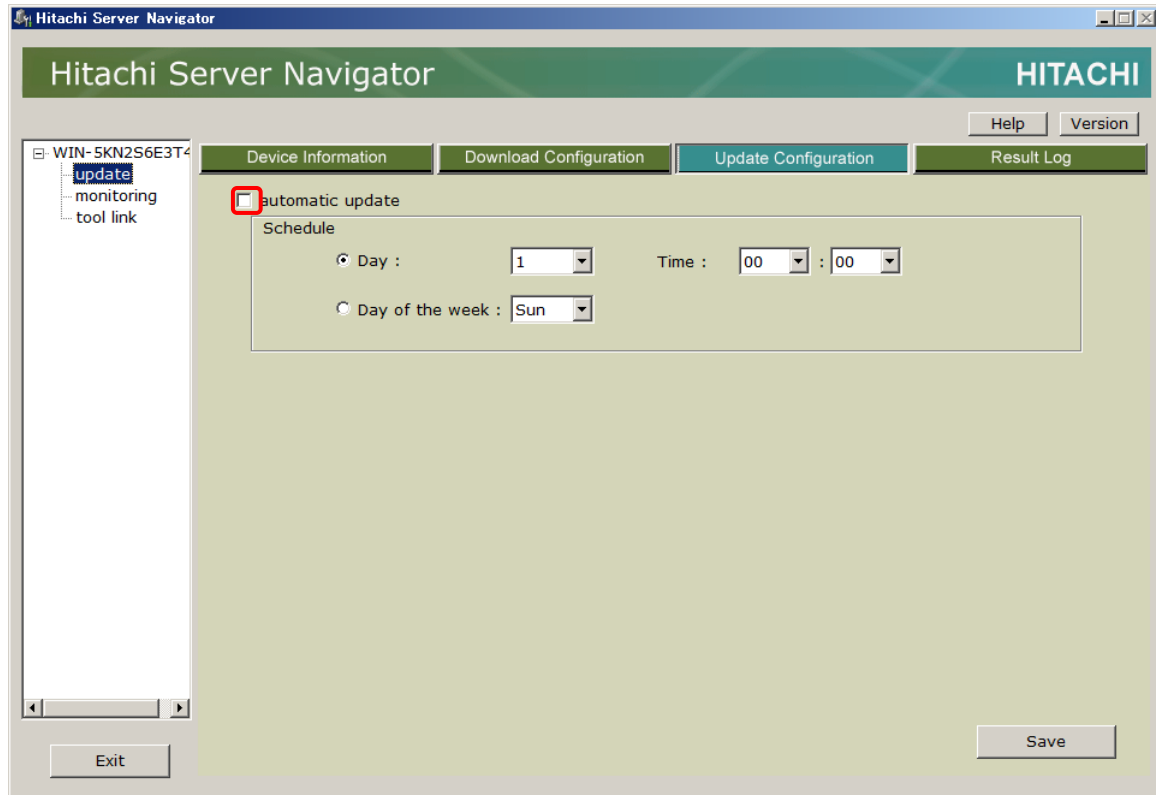 Hitachi Server Navigator
Hitachi Server Navigator
HITACHI
Help Version
WIN-5KN2S6E3T4
update
monitoring
tool link
Device Information Download Configuration Update Configuration Result Log
automatic update
Schedule
Day : 1 Time : 00 : 00
Day of the week : Sun
Save
Exit